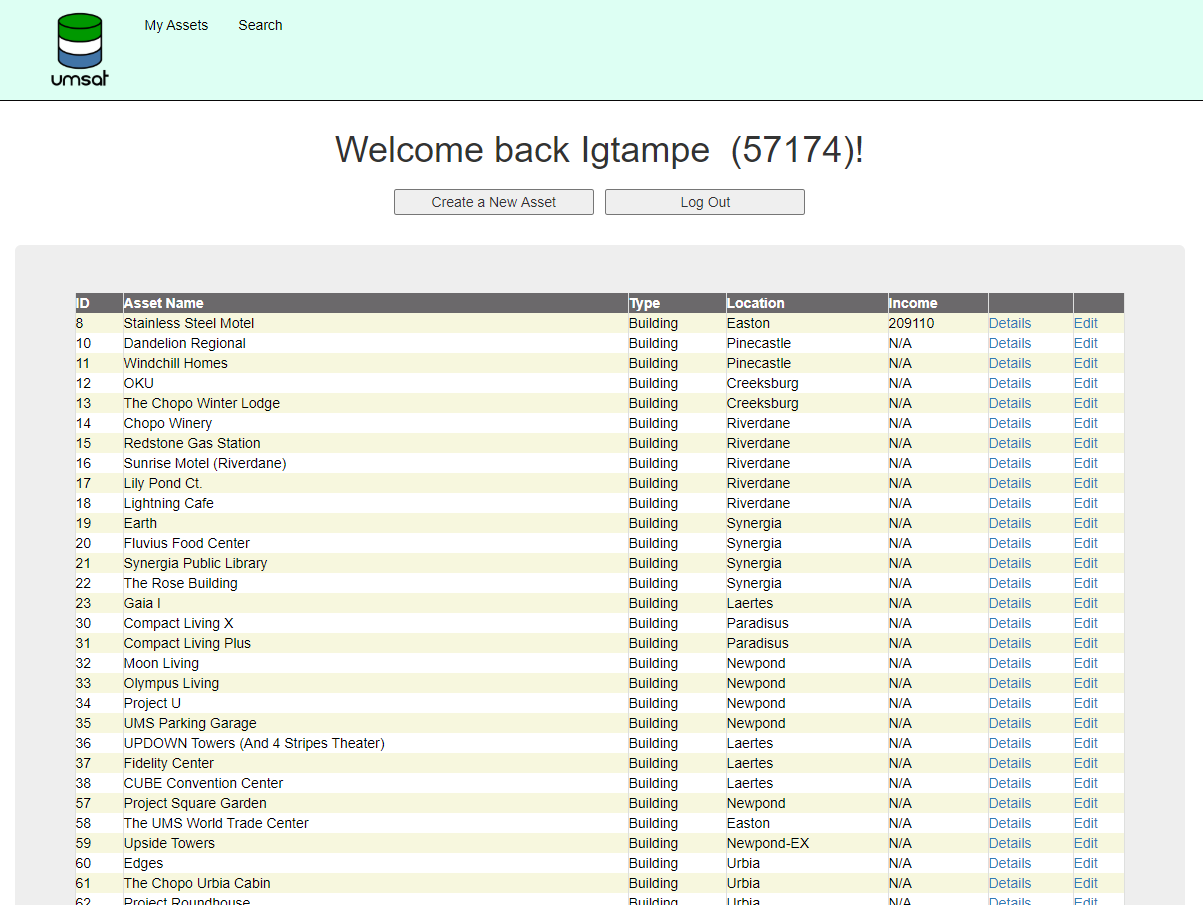 My Assets Search
umsat
Welcome back Igtampe (57174)!
Create a New Asset Log Out
ID Asset Name Type Location Income
8 Stainless Steel Motel Building Easton 209110 Details Edit
10 Dandelion Regional Building Pinecastle N/A Details Edit
11 Windchill Homes Building Pinecastle N/A Details Edit
12 OKU Building Creeksburg N/A Details Edit
13 The Chopo Winter Lodge Building Creeksburg N/A Details Edit
14 Chopo Winery Building Riverdane N/A Details Edit
15 Redstone Gas Station Building Riverdane N/A Details Edit
16 Sunrise Motel (Riverdane) Building Riverdane N/A Details Edit
17 Lily Pond Ct. Building Riverdane N/A Details Edit
18 Lightning Cafe Building Riverdane N/A Details Edit
19 Earth Building Synergia N/A Details Edit
20 Fluvius Food Center Building Synergia N/A Details Edit
21 Synergia Public Library Building Synergia N/A Details Edit
22 The Rose Building Building Synergia N/A Details Edit
23 Gaia I Building Laertes N/A Details Edit
30 Compact Living X Building Paradisus N/A Details Edit
31 Compact Living Plus Building Paradisus N/A Details Edit
32 Moon Living Building Newpond N/A Details Edit
33 Olympus Living Building Newpond N/A Details Edit
34 Project U Building Newpond N/A Details Edit
35 UMS Parking Garage Building Newpond N/A Details Edit
36 UPDOWN Towers (And 4 Stripes Theater) Building Laertes N/A Details Edit
37 Fidelity Center Building Laertes N/A Details Edit
38 CUBE Convention Center Building Laertes N/A Details Edit
57 Project Square Garden Building Newpond N/A Details Edit
58 The UMS World Trade Center Building Easton N/A Details Edit
59 Upside Towers Building Newpond-EX N/A Details Edit
60 Edges Building Urbia N/A Details Edit
61 The Chopo Urbia Cabin Building Urbia N/A Details Edit
62 Project Roundhouse Building Urbia N/A Details Edit